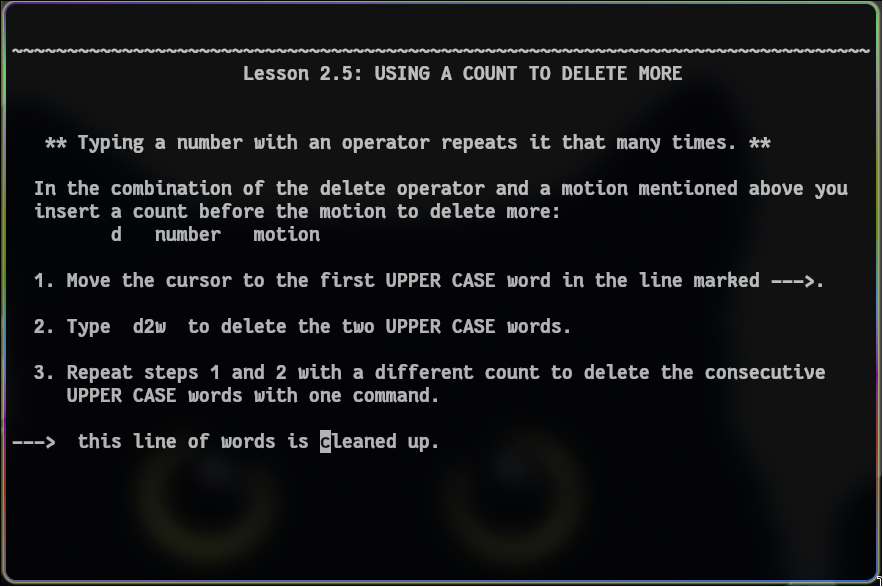 ~~~~~~~~~~~~~~~~~~~~~~~~~~~~~~~~~~~~~~~~~~~~~~~~~~~~~~~~~~~~~~~~~~~~~~~~~~~~~~
Lesson 2.5: USING A COUNT TO DELETE MORE
** Typing a number with an operator repeats it that many times. **
In the combination of the delete operator and a motion mentioned above you
insert a count before the motion to delete more:
d   number   motion
1. Move the cursor to the first UPPER CASE word in the line marked --->.
2. Type  d2w  to delete the two UPPER CASE words.
3. Repeat steps 1 and 2 with a different count to delete the consecutive
UPPER CASE words with one command.
--->  this line of words is cleaned up.